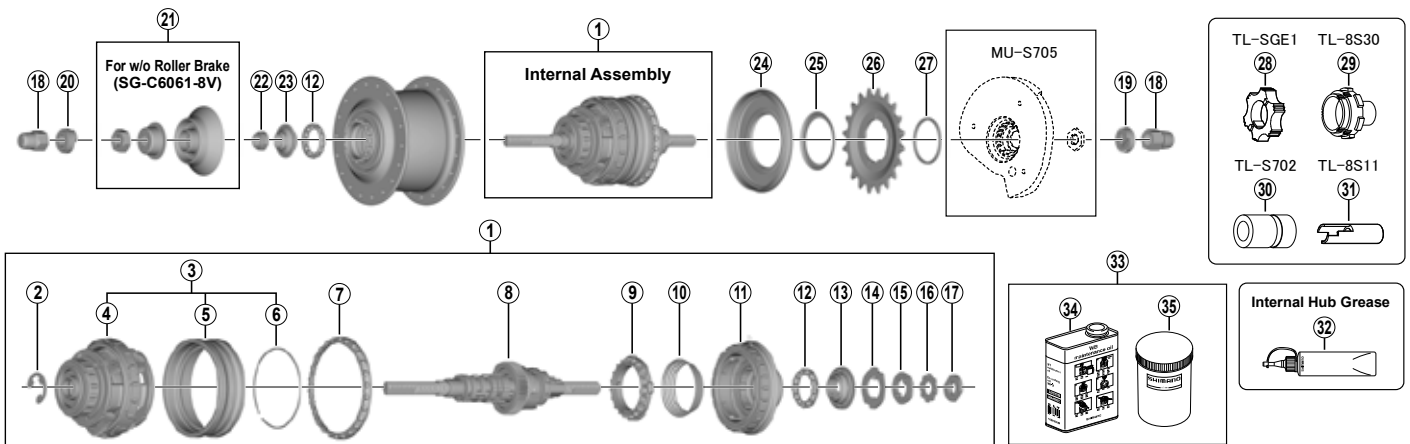 21
1
For w/o Roller Brake
(SG-C6061-8V)
Internal Assembly
MU-S705
TL-SGE1 TL-8S30
18 20 22 23 12 24 25 26 27 19 18 28 29
TL-S702 TL-8S11
30 31
1
3
2 4 5 6 7 8 9 10 11 12 13 14 15 16 17
33
34 35
maintenance oil
SHIMANO
Internal Hub Grease
32